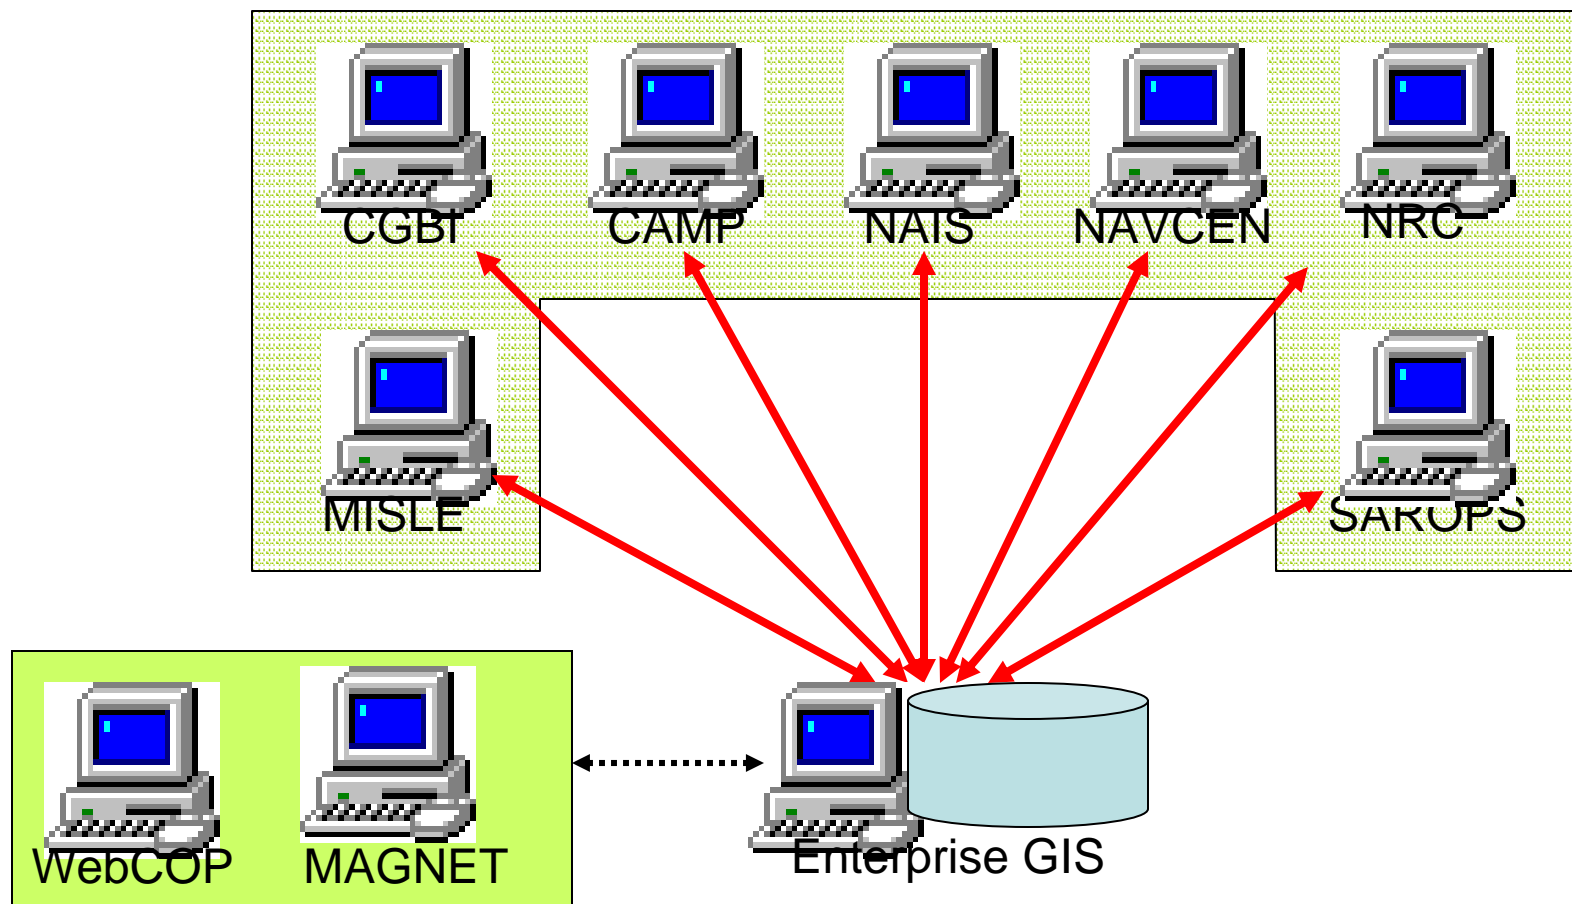 CGBI
CAMP
NAIS
NAVCEN
NRC
MISLE
SAROPS
WebCOP
MAGNET
Enterprise GIS